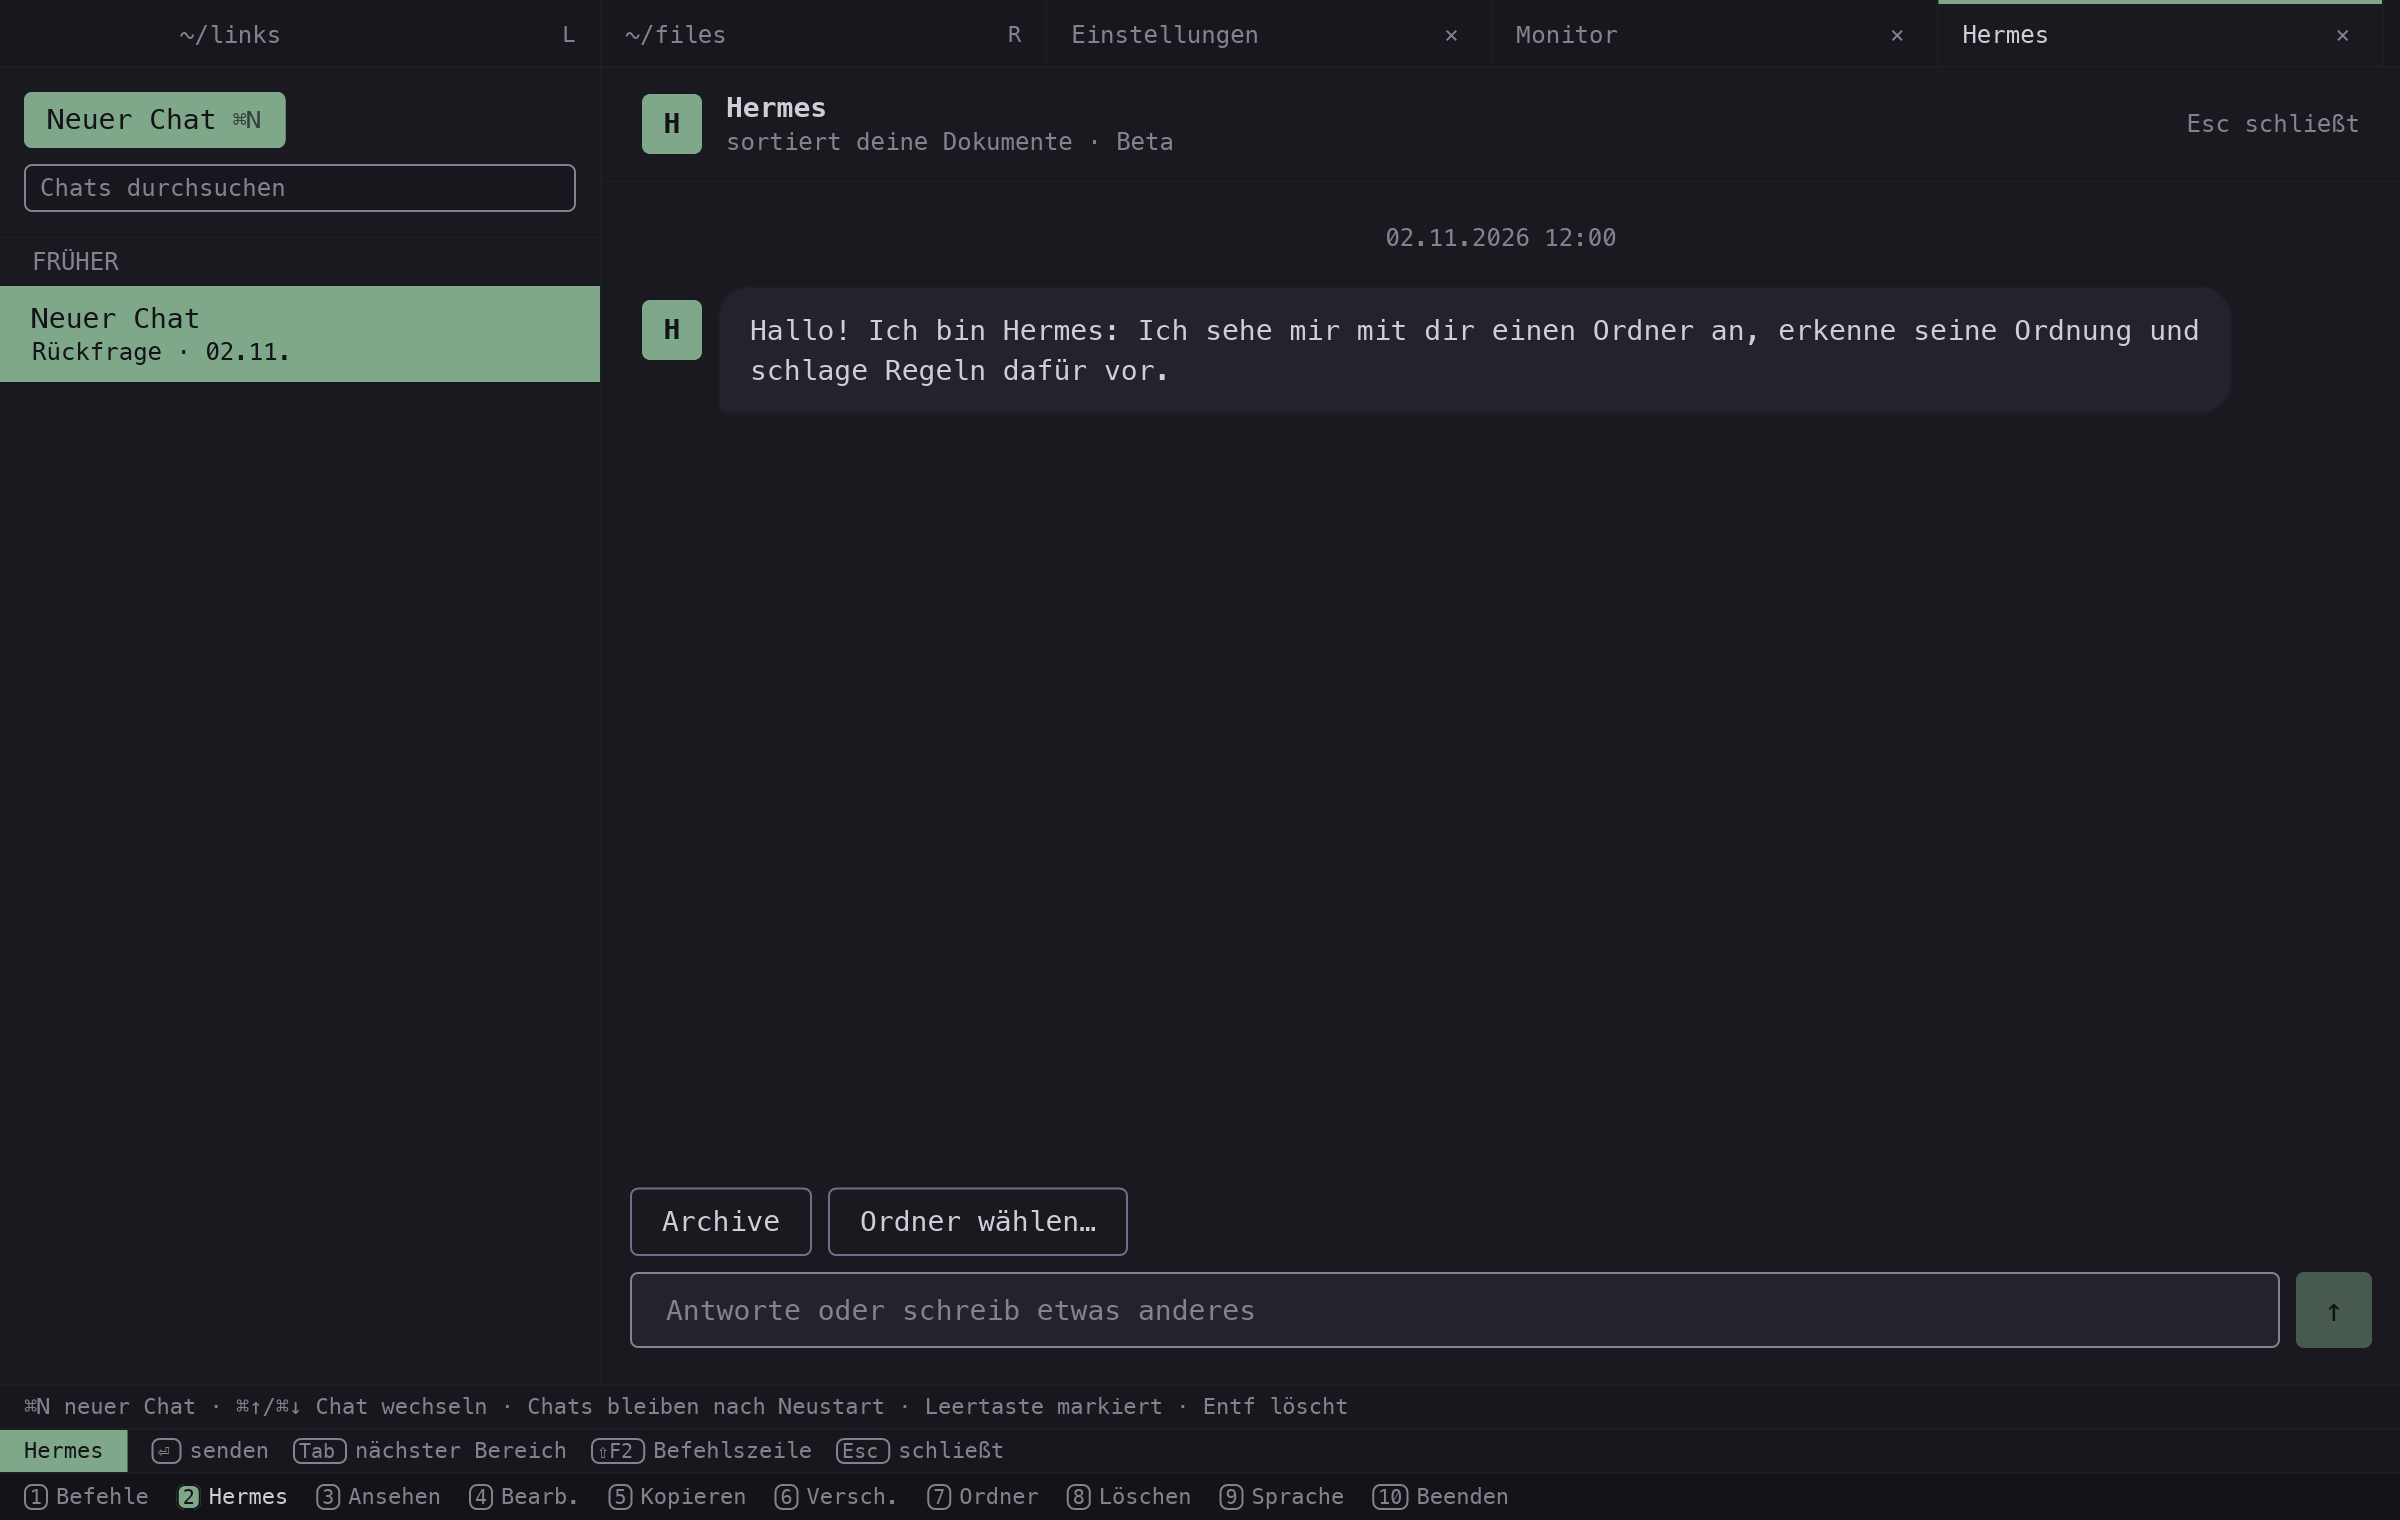 ~/links L ~/files R Einstellungen × Monitor × Hermes ×
Neuer Chat ⌘N
Chats durchsuchen
FRÜHER
Neuer Chat
Rückfrage · 02.11.
H Hermes
sortiert deine Dokumente · Beta
Esc schließt
02.11.2026 12:00
H
Hallo! Ich bin Hermes: Ich sehe mir mit dir einen Ordner an, erkenne seine Ordnung und
schlage Regeln dafür vor.
Archive Ordner wählen…
Antworte oder schreib etwas anderes ↑
⌘N neuer Chat · ⌘↑/⌘↓ Chat wechseln · Chats bleiben nach Neustart · Leertaste markiert · Entf löscht
Hermes ⏎ senden Tab nächster Bereich ⇧F2 Befehlszeile Esc schließt
1 Befehle 2 Hermes 3 Ansehen 4 Bearb. 5 Kopieren 6 Versch. 7 Ordner 8 Löschen 9 Sprache 10 Beenden